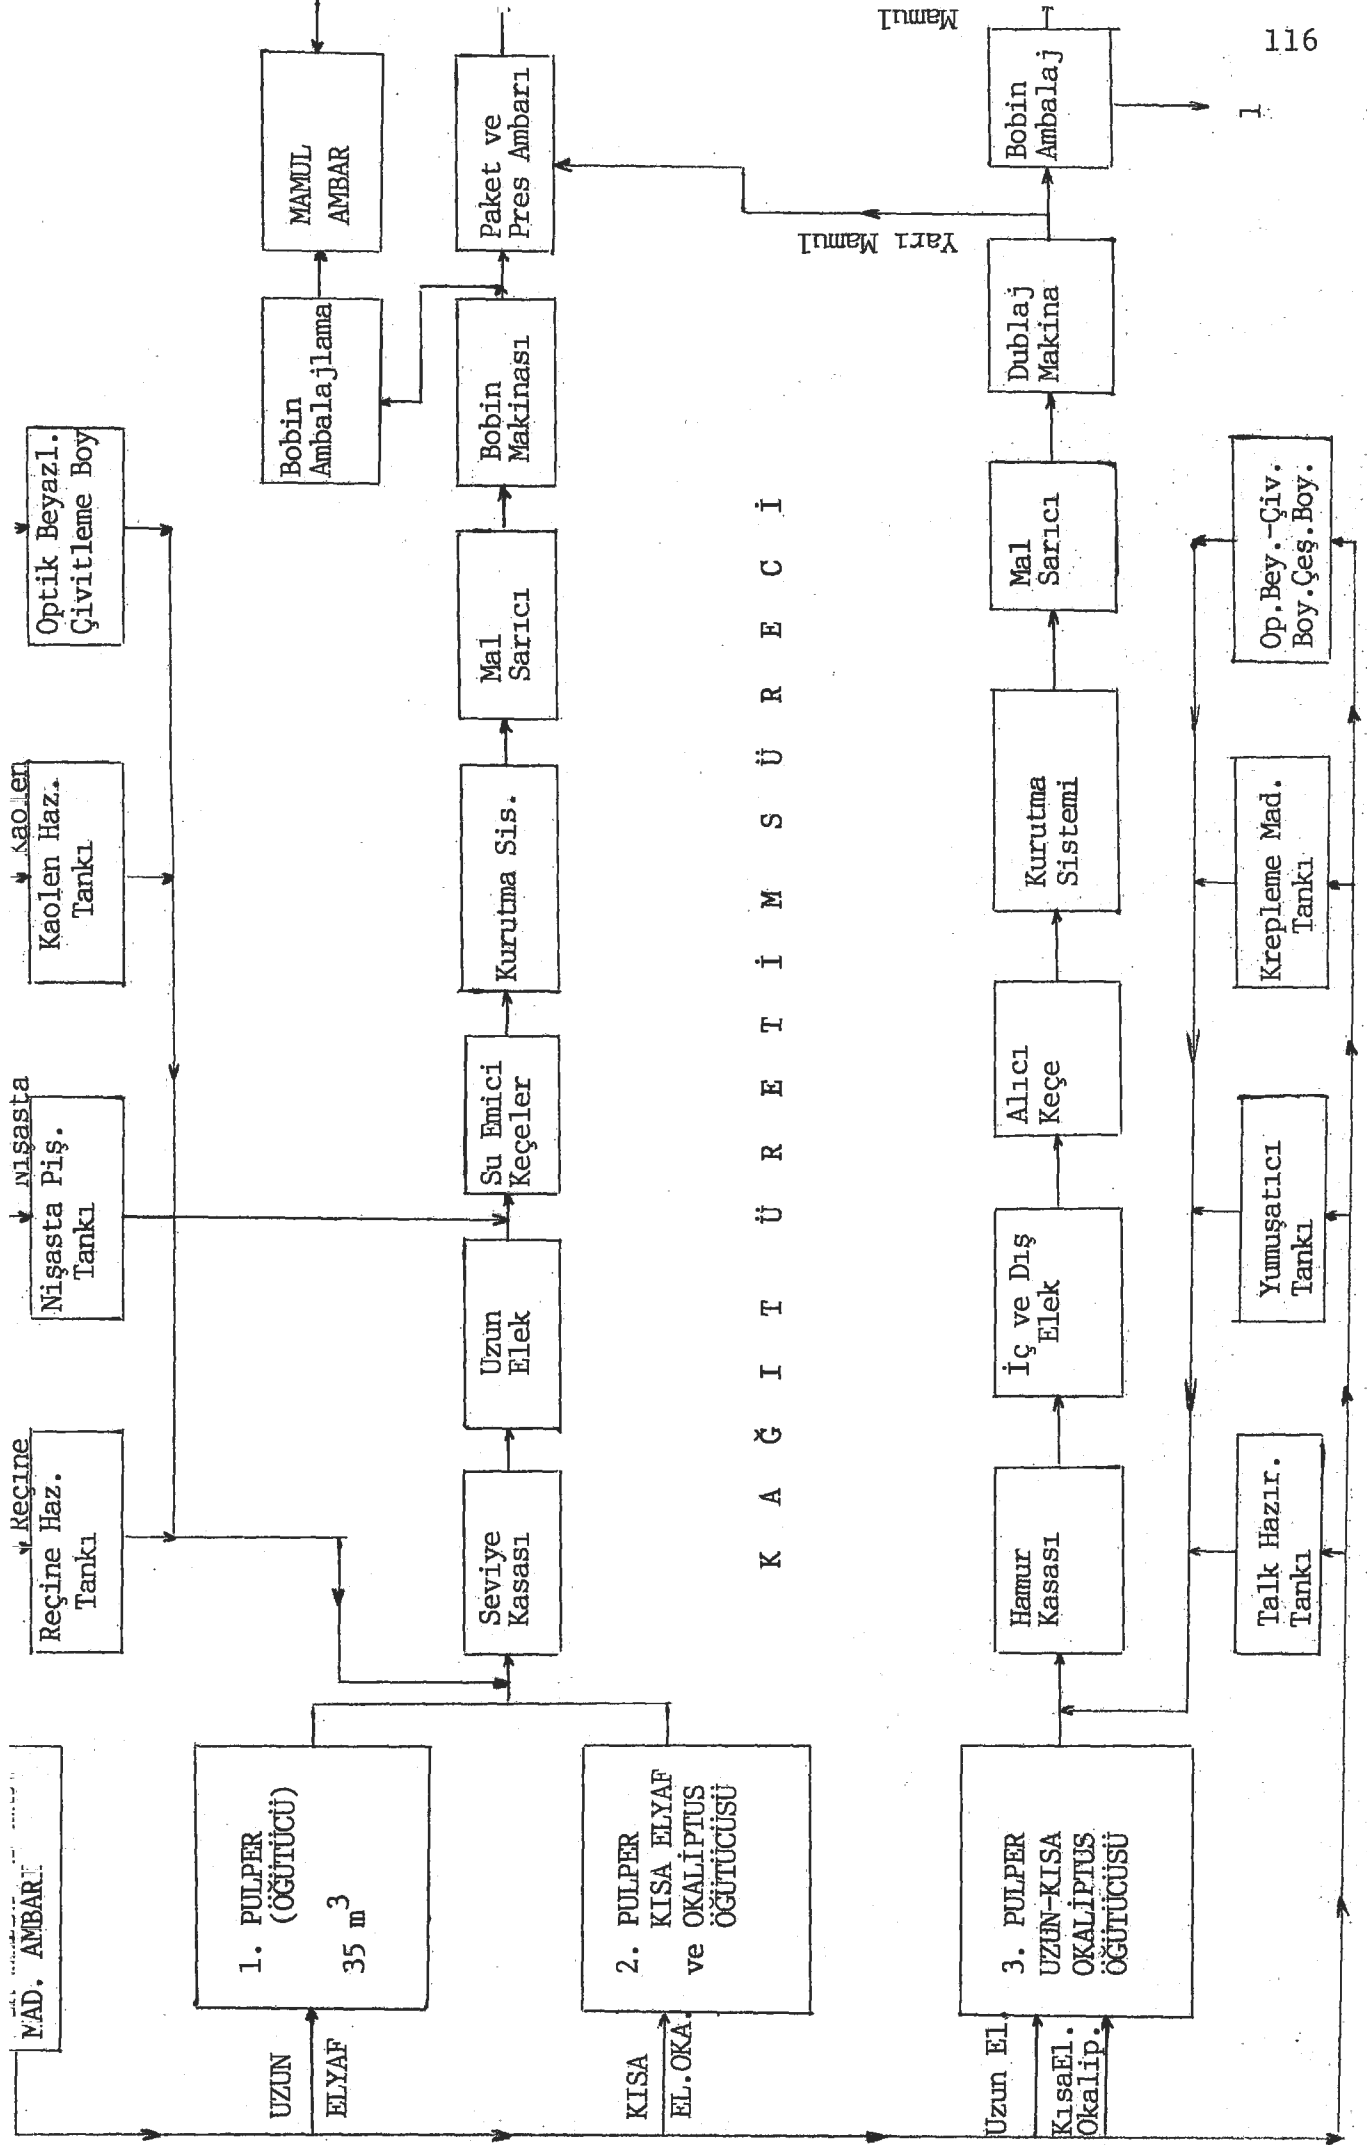 116
MAD. AMBARI
Reçine
Reçine Haz.
Tankı
Nişasta
Nişasta Piş.
Tankı
Kaolen
Kaolen Haz.
Tankı
Optik Beyazl.
Çivitleme Boy
UZUN
ELYAF
1. PULPER
(ÖĞÜTÜCÜ)
35 m³
KISA
EL.OKA.
2. PULPER
KISA ELYAF
OKALİPTUS
ve ÖĞÜTÜCÜSÜ
Seviye
Kasası
Uzun
Elek
Su Emici
Keçeler
Kurutma Sis.
Mal
Sarıcı
Bobin
Makinası
Bobin
Ambalajlama
MAMUL
AMBAR
Paket ve
Pres Ambarı
KAĞIT ÜRETİM SÜRECİ
Uzun El.
KısaEl.
Okalip.
3. PULPER
UZUN-KISA
OKALİPTUS
ÖĞÜTÜCÜSÜ
Hamur
Kasası
İç ve Dış
Elek
Alıcı
Keçe
Kurutma
Sistemi
Mal
Sarıcı
Dublaj
Makina
Yarı Mamul
Bobin
Ambalaj
Mamul
1
Talk Hazır.
Tankı
Yumuşatıcı
Tankı
Krepleme Mad.
Tankı
Op.Bey.-Çiv.
Boy.Çeş.Boy.